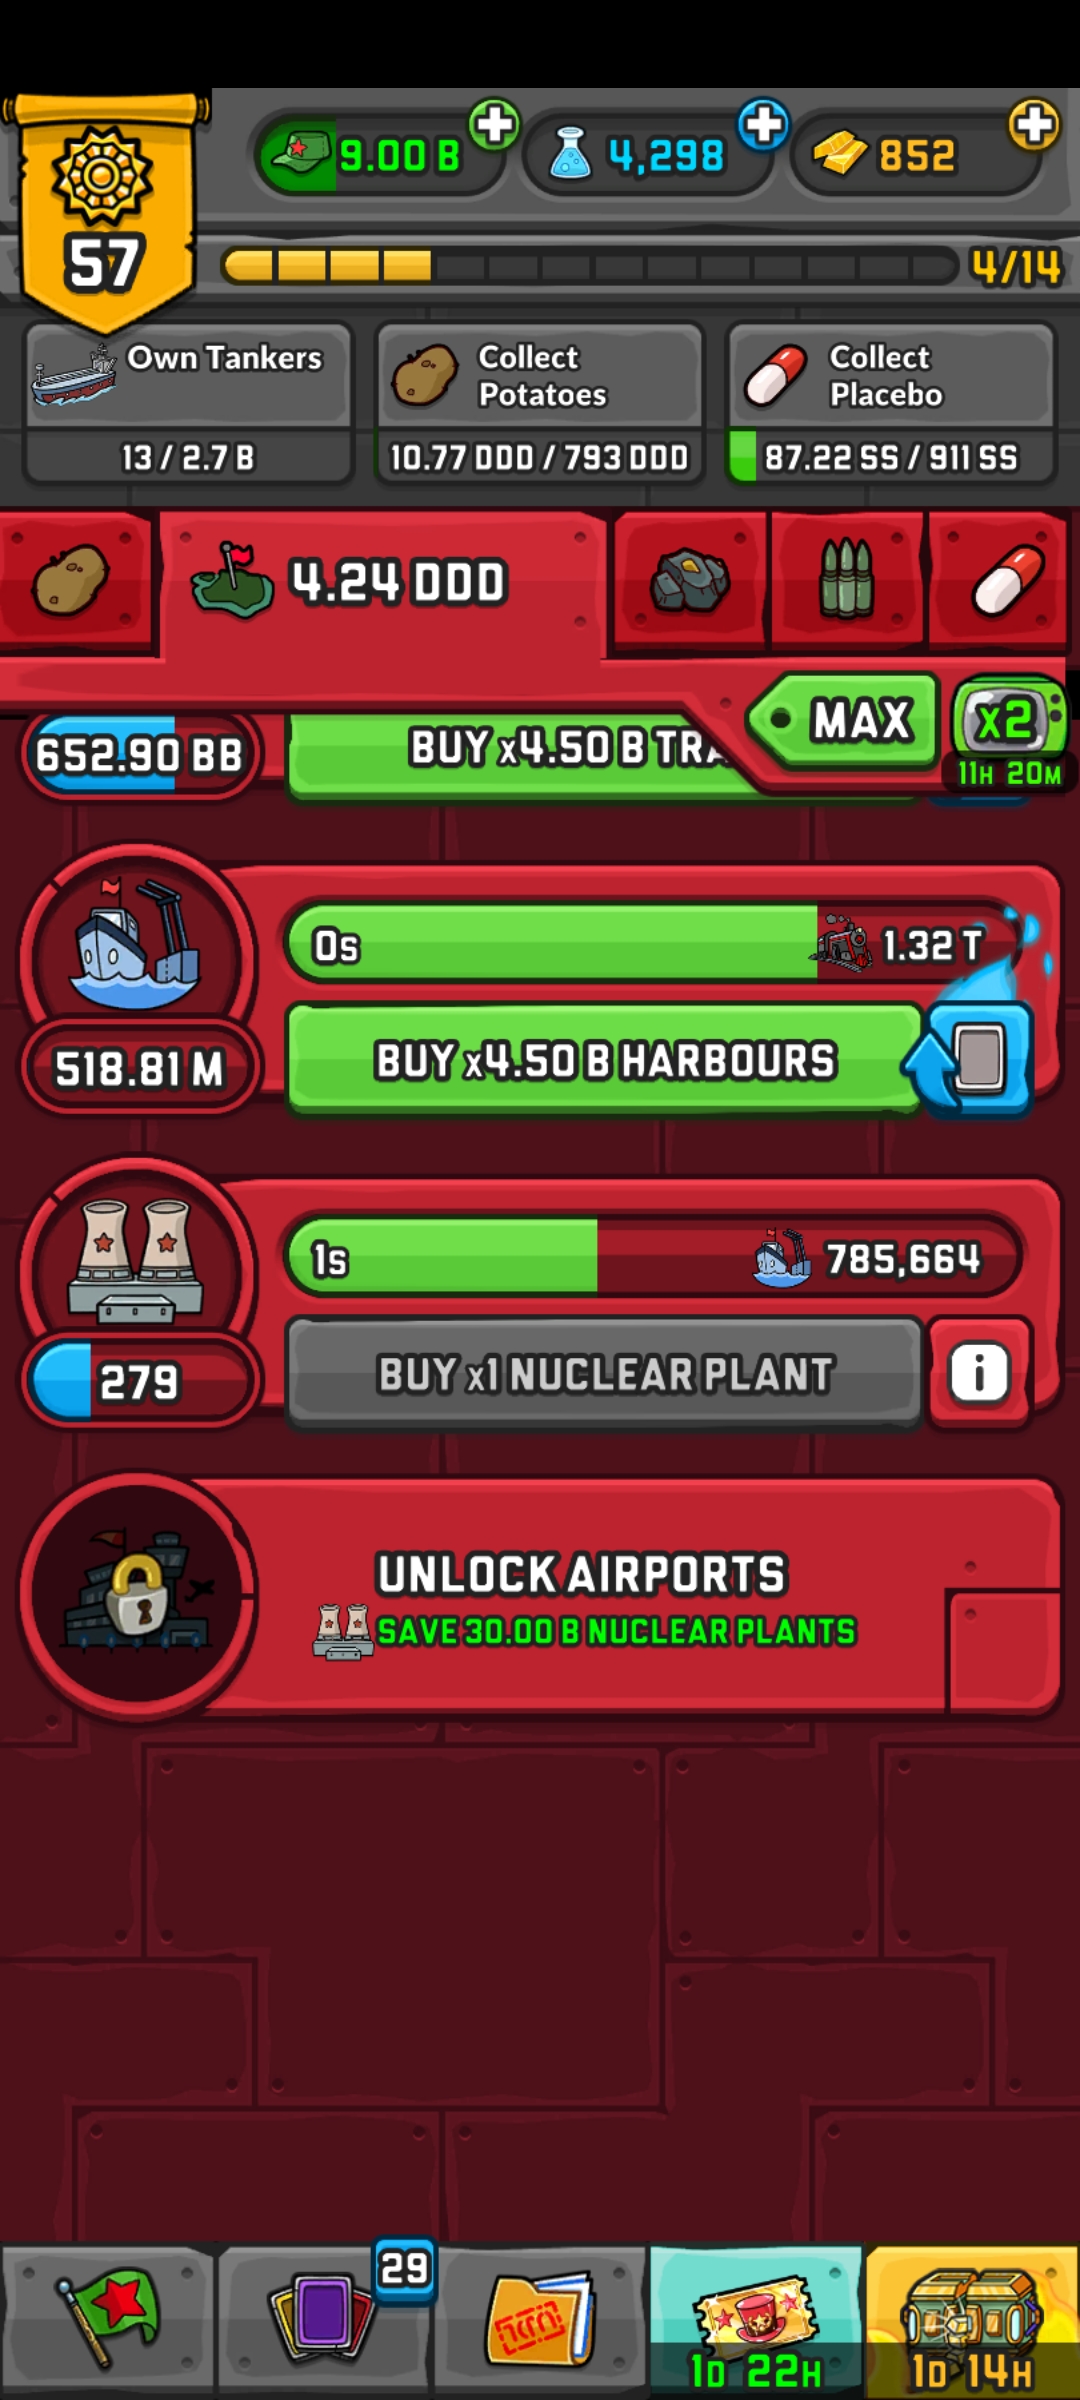 57
9.00 B
4,298
852
4/14
Own Tankers
13 / 2.7 B
Collect
Potatoes
10.77 DDD / 793 DDD
Collect
Placebo
87.22 SS / 911 SS
4.24 DDD
MAX
X2
11H 20M
652.90 BB
BUY x4.50 B TRA
0s
1.32 T
518.81 M
BUY x4.50 B HARBOURS
1s
785,664
279
BUY x1 NUCLEAR PLANT
i
UNLOCK AIRPORTS
SAVE 30.00 B NUCLEAR PLANTS
29
1D 22H
1D 14H